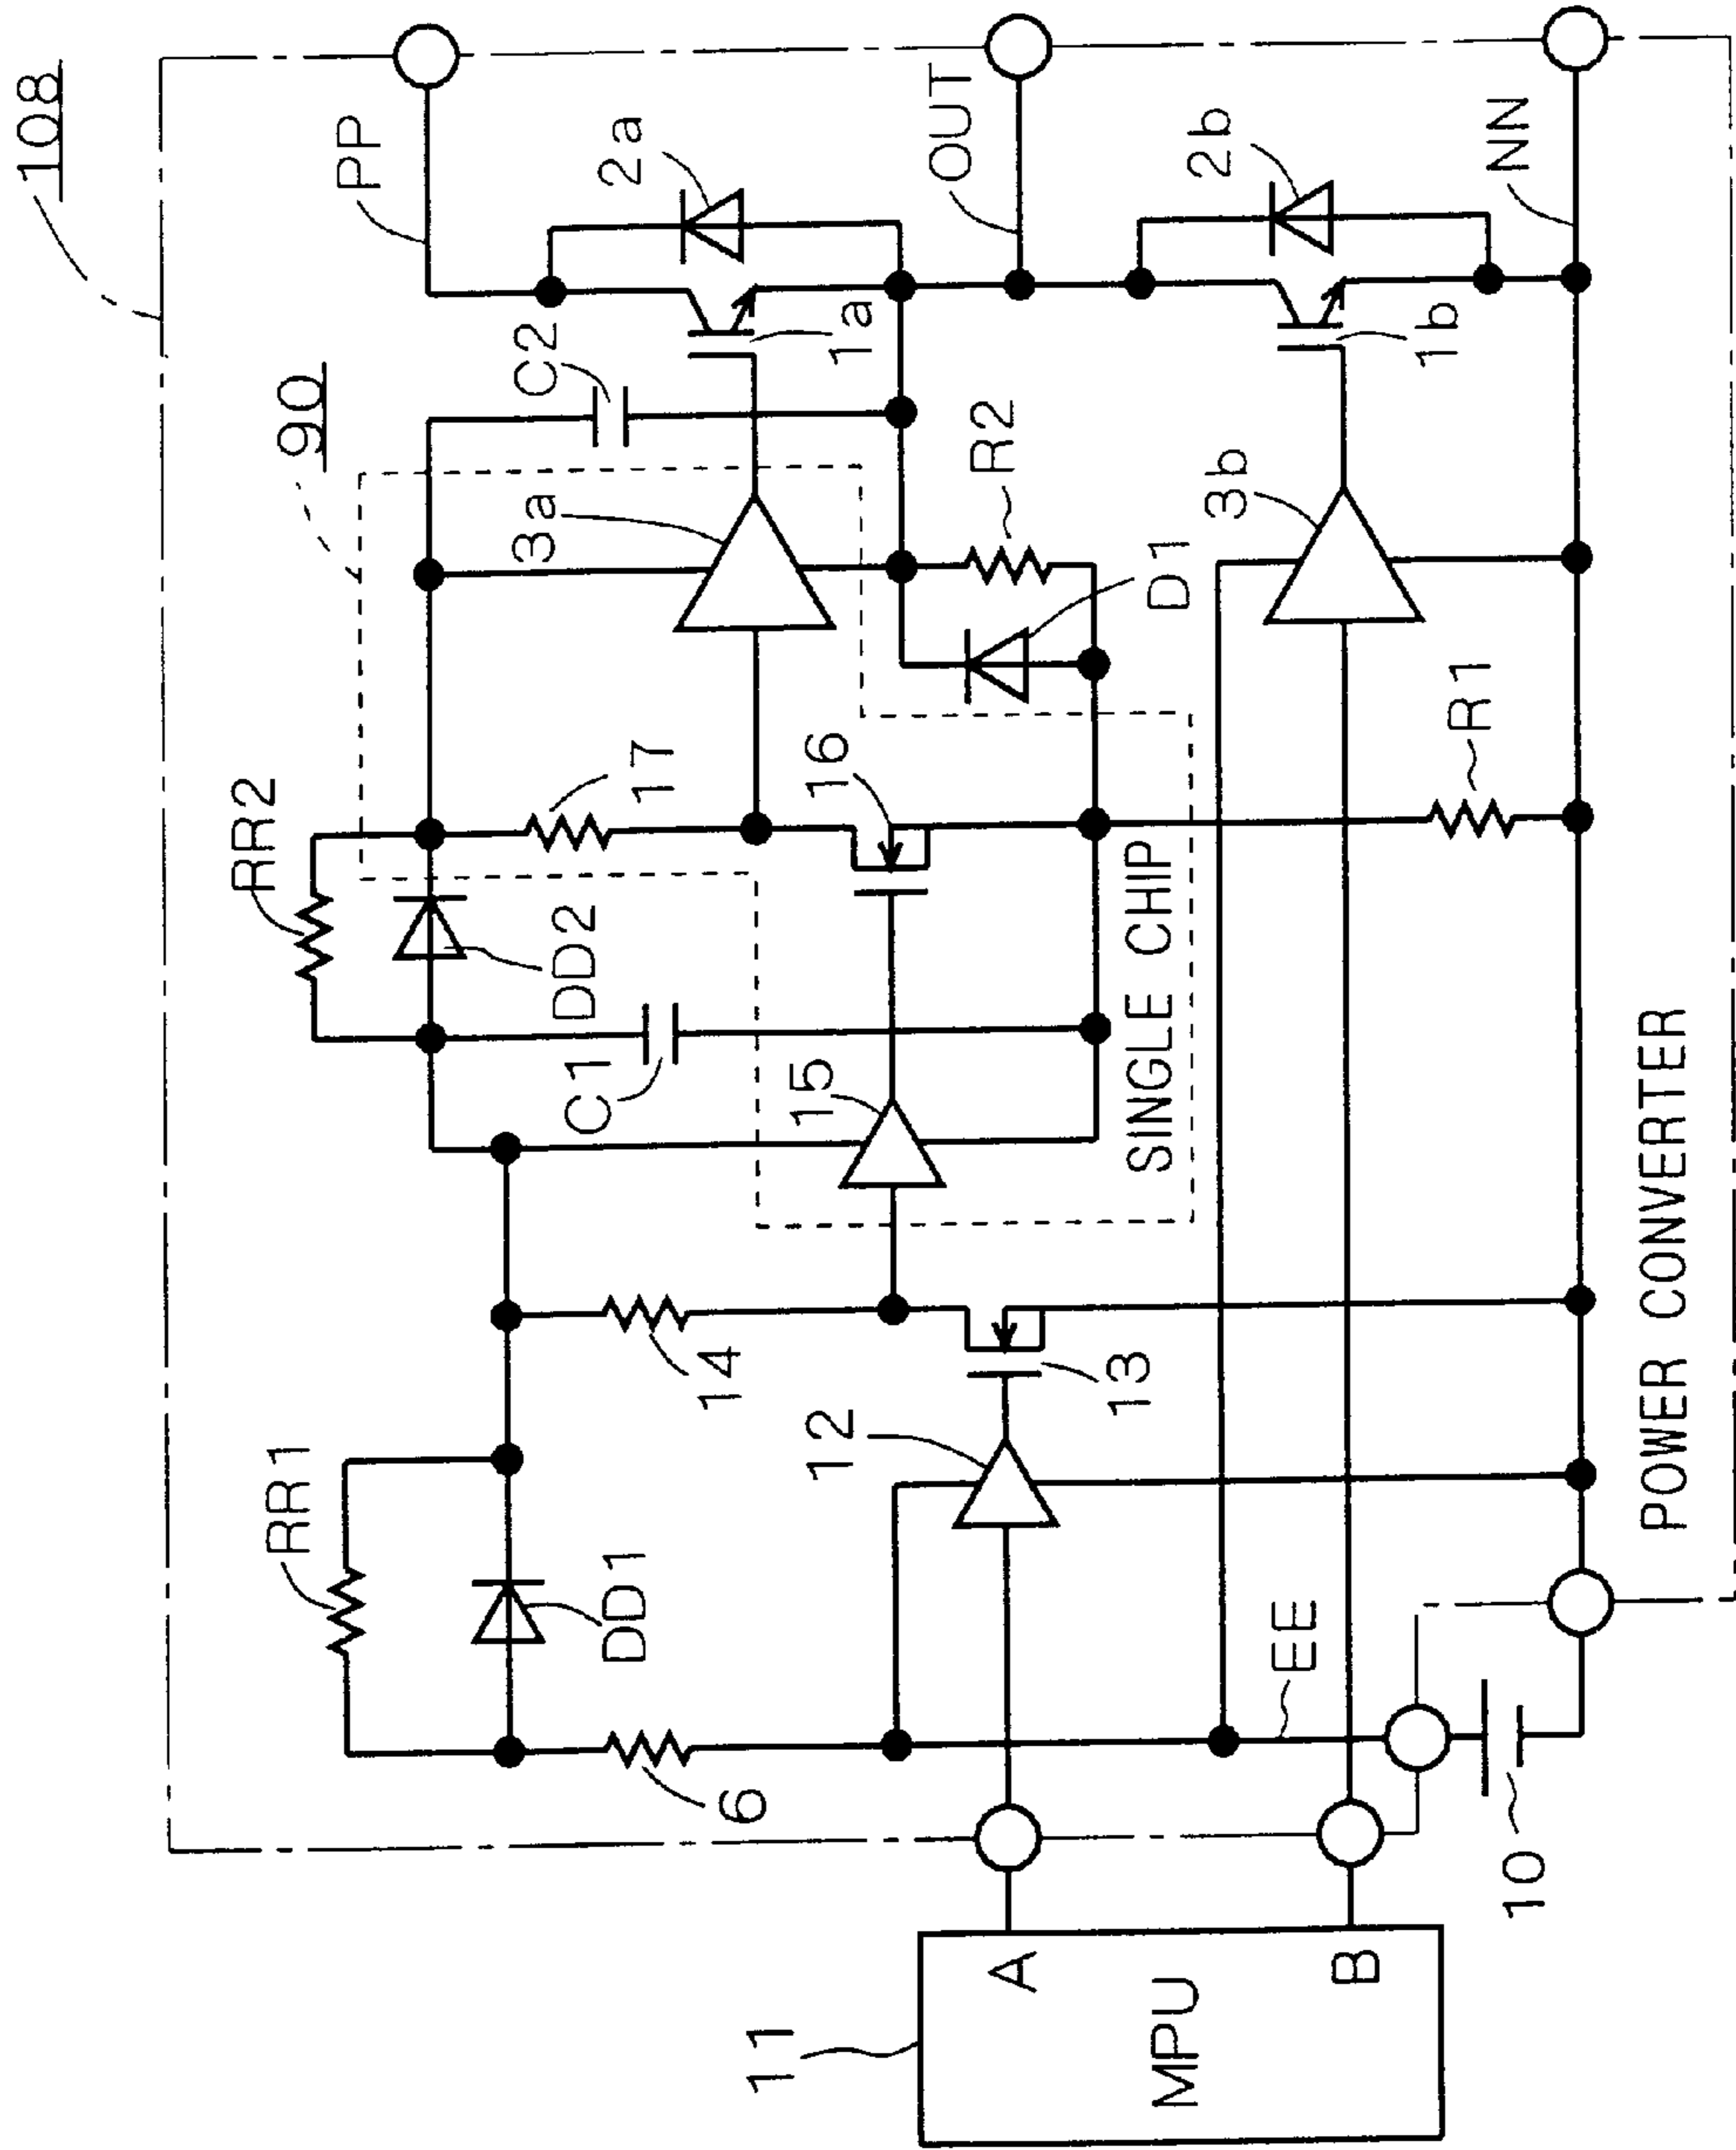 108
90
PP
2a
OUT
2b
NN
C2
1a
R2
1b
3a
3b
D1
RR2
17
16
R1
DD2
C1
15
SINGLE CHIP
14
13
12
RR1
DD1
EE
6
10
POWER CONVERTER
11
A
B
MPU